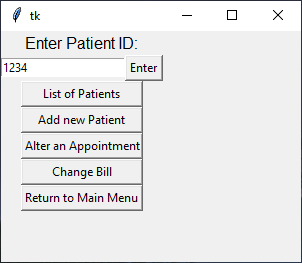 tk
Enter Patient ID:
1234 Enter
List of Patients
Add new Patient
Alter an Appointment
Change Bill
Return to Main Menu